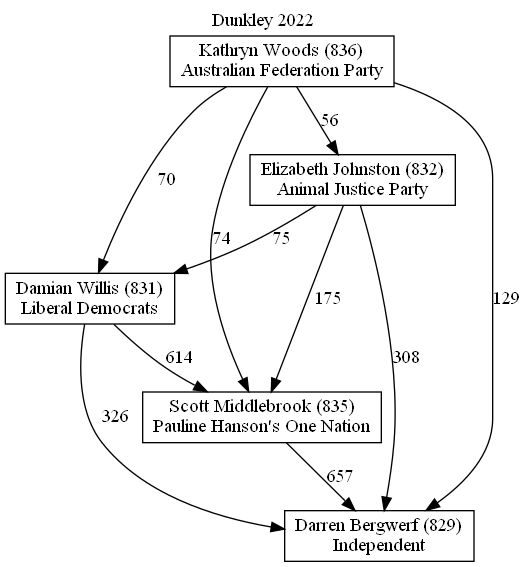 Dunkley 2022
Kathryn Woods (836)
Australian Federation Party
56
Elizabeth Johnston (832)
Animal Justice Party
70
74
75
Damian Willis (831)
Liberal Democrats
175
129
614
308
326
Scott Middlebrook (835)
Pauline Hanson's One Nation
657
Darren Bergwerf (829)
Independent